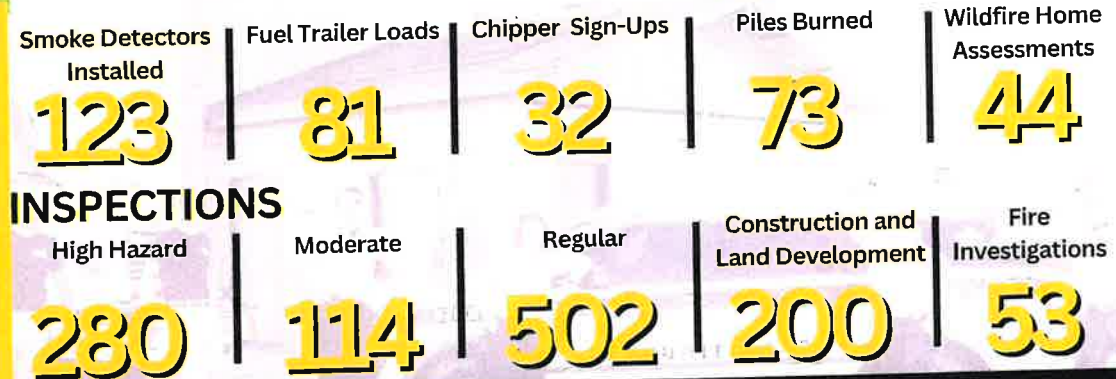 Smoke Detectors
Installed
123
Fuel Trailer Loads
81
Chipper Sign-Ups
32
Piles Burned
73
Wildfire Home
Assessments
44
INSPECTIONS
High Hazard
280
Moderate
114
Regular
502
Construction and
Land Development
200
Fire
Investigations
53